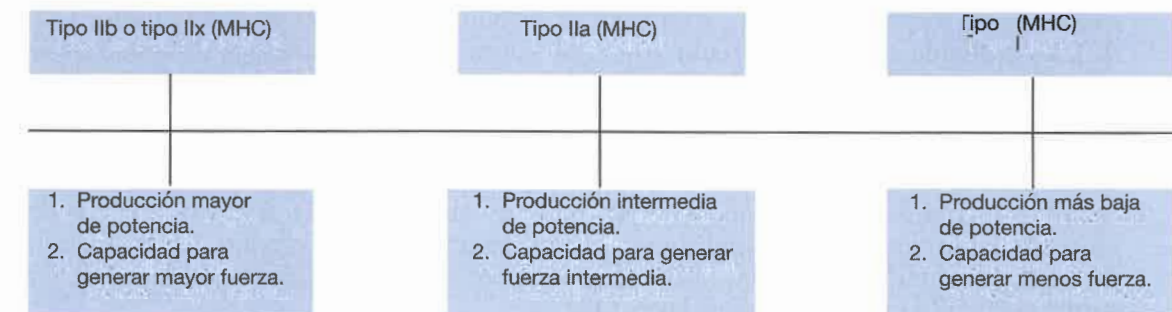 Tipo IIb o tipo IIx (MHC)
Tipo IIa (MHC)
Tipo I (MHC)
1. Producción mayor
de potencia.
2. Capacidad para
generar mayor fuerza.
1. Producción intermedia
de potencia.
2. Capacidad para generar
fuerza intermedia.
1. Producción más baja
de potencia.
2. Capacidad para
generar menos fuerza.